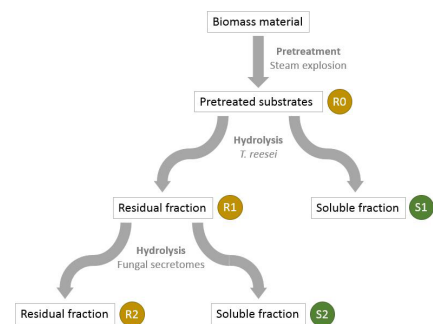 Biomass material
Pretreatment
Steam explosion
Pretreated substrates R0
Hydrolysis
T. reesei
Residual fraction R1 Soluble fraction S1
Hydrolysis
Fungal secretomes
Residual fraction R2 Soluble fraction S2